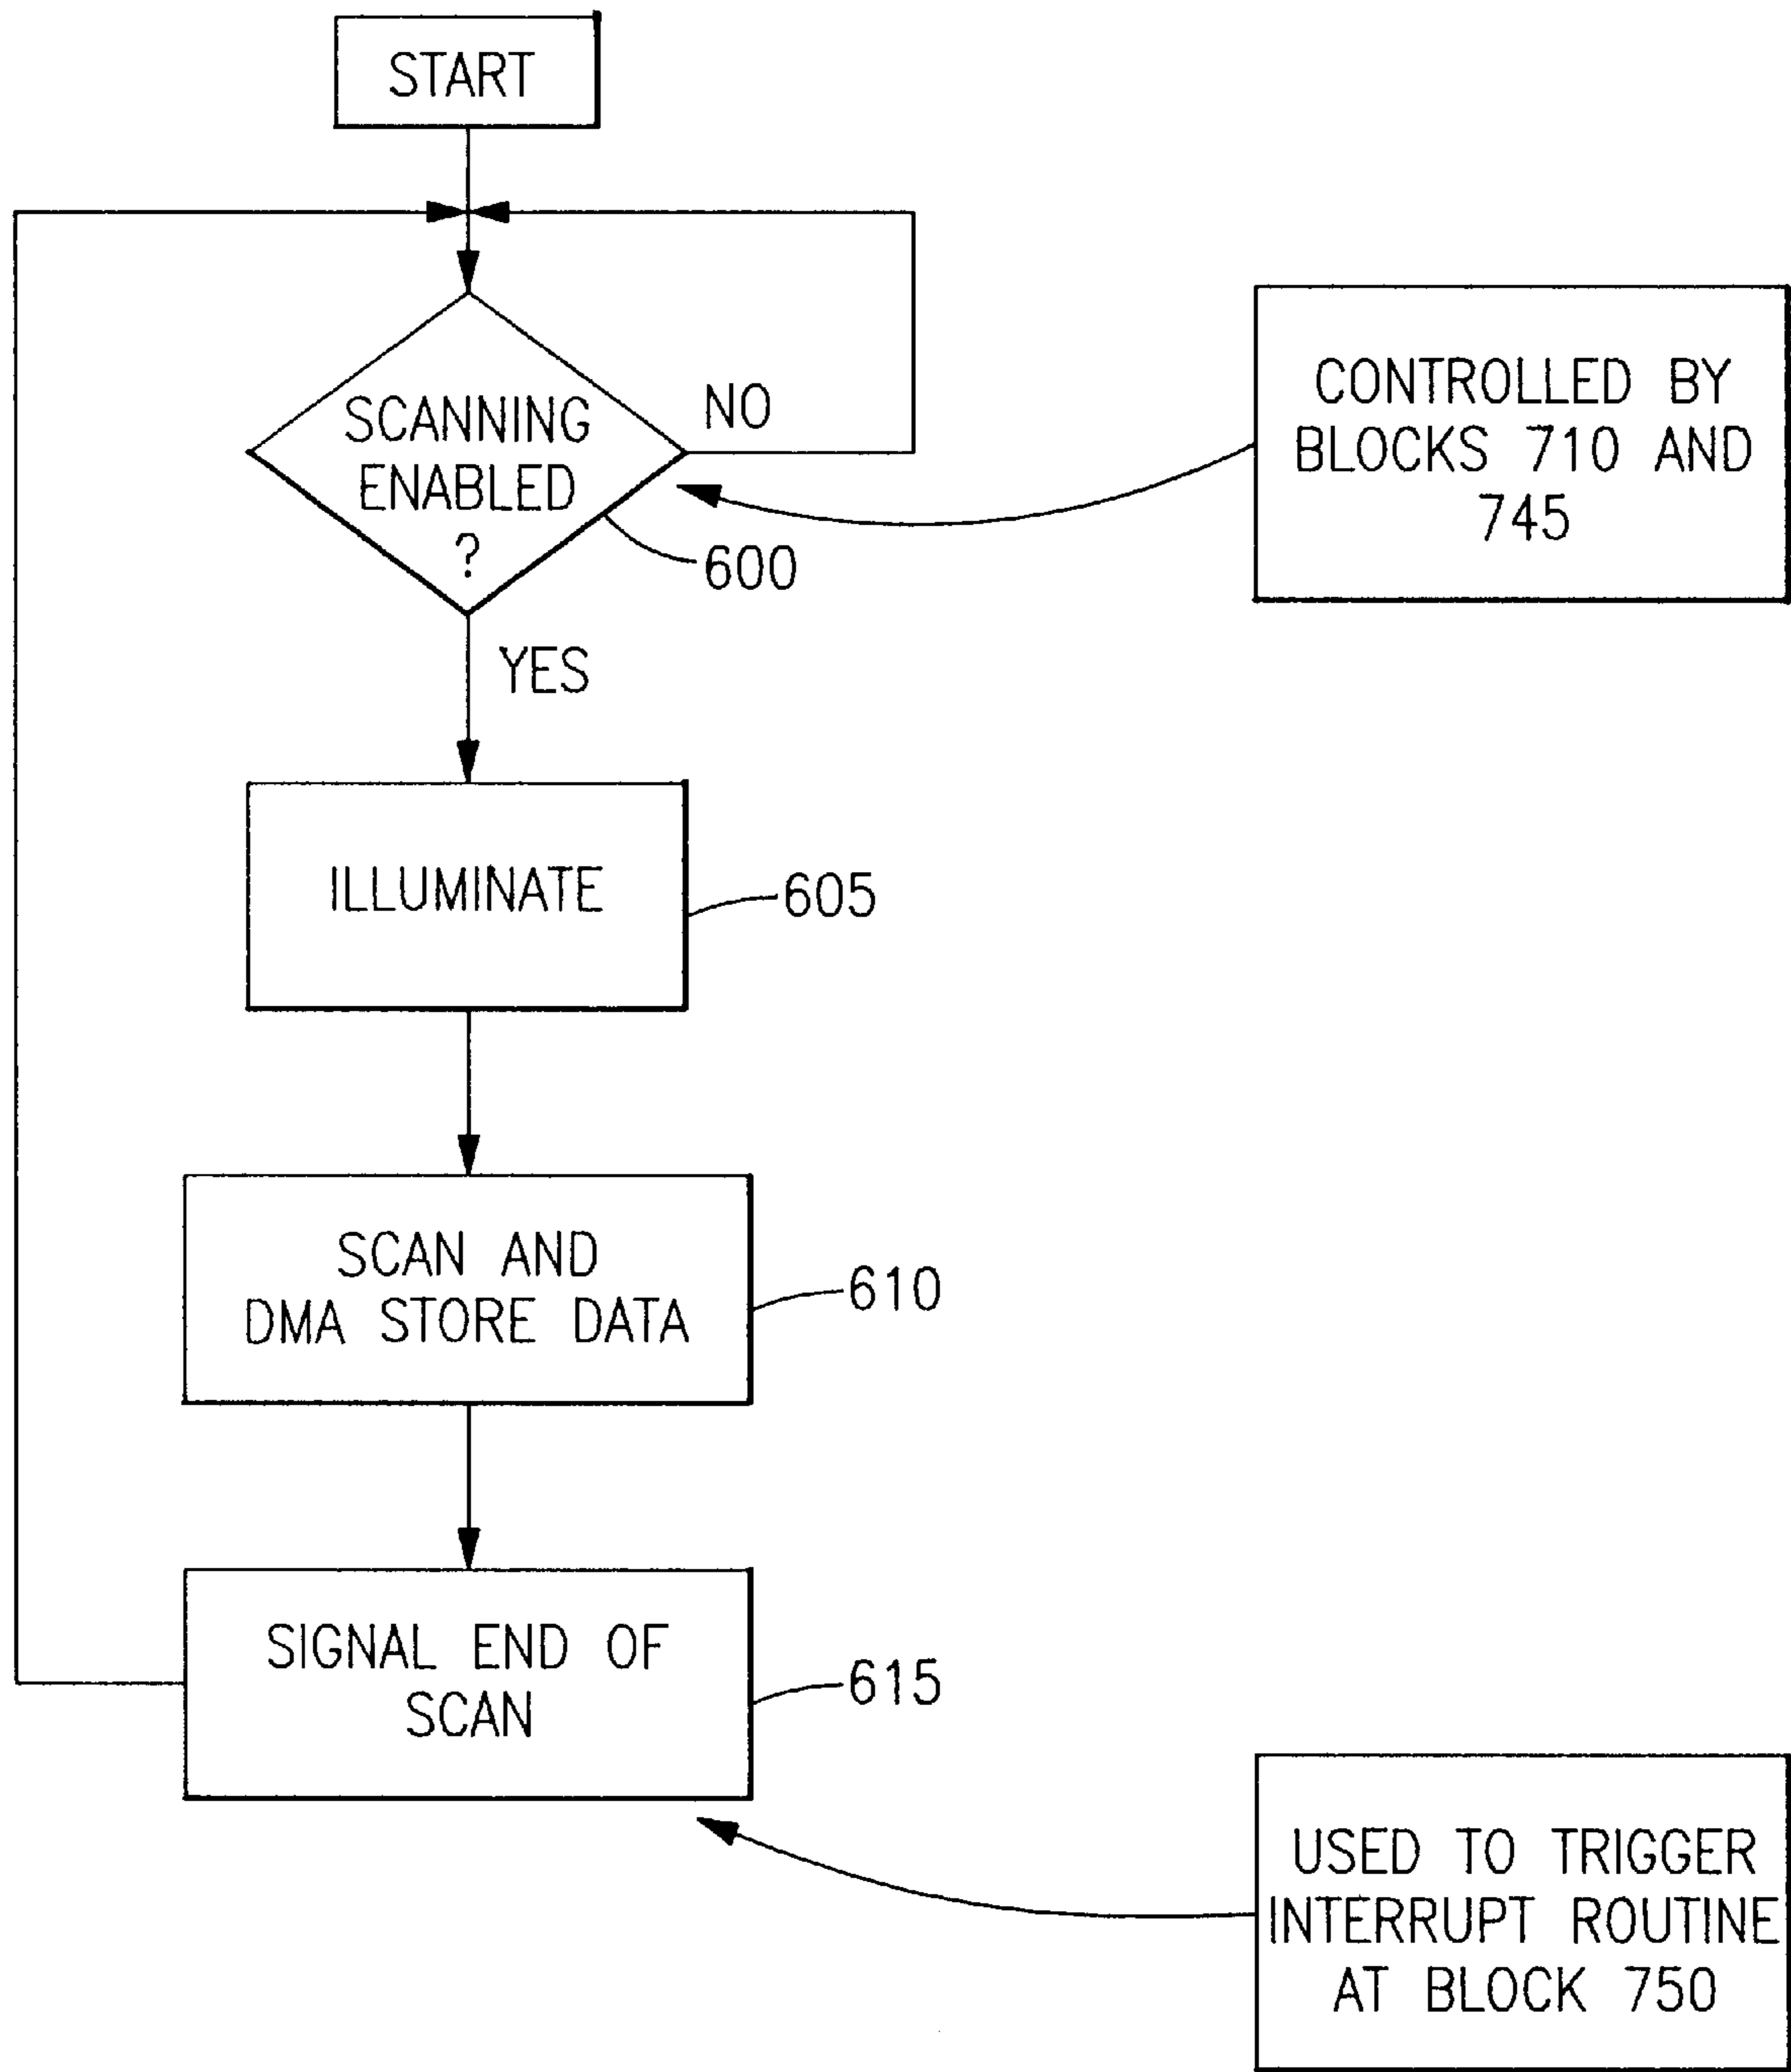 START
SCANNING
ENABLED
?
NO
600
CONTROLLED BY
BLOCKS 710 AND
745
YES
ILLUMINATE
605
SCAN AND
DMA STORE DATA
610
SIGNAL END OF
SCAN
615
USED TO TRIGGER
INTERRUPT ROUTINE
AT BLOCK 750